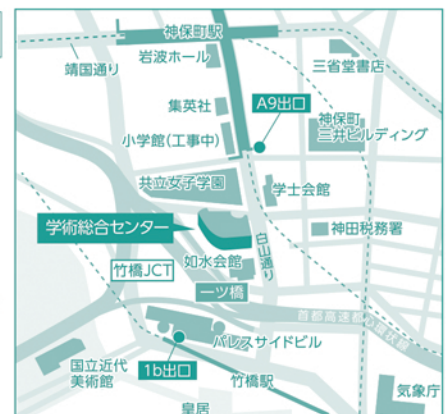 神保町駅
靖国通り
岩波ホール
三省堂書店
集英社
A9出口
神保町
三井ビルディング
小学館(工事中)
共立女子学園
学士会館
学術総合センター
神田税務署
白山通り
如水会館
竹橋JCT
一ツ橋
首都高速都心環状線
パレスサイドビル
国立近代
美術館
1b出口
竹橋駅
気象庁
皇居